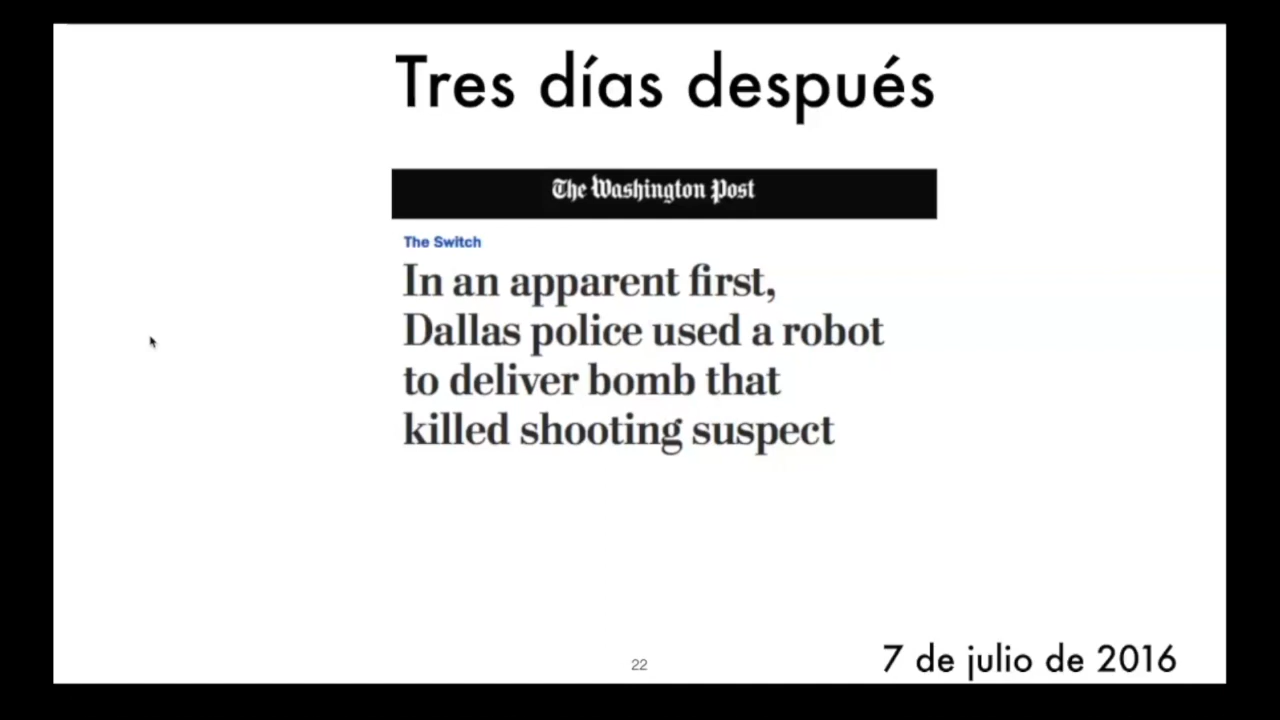 Tres días después
The Washington Post
The Switch
In an apparent first,
Dallas police used a robot
to deliver bomb that
killed shooting suspect
22
7 de julio de 2016